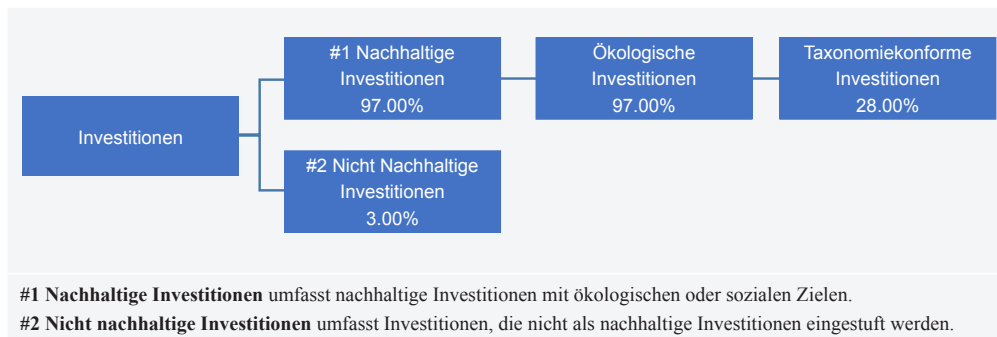 #1 Nachhaltige
Investitionen
97.00%
Ökologische
Investitionen
97.00%
Taxonomiekonforme
Investitionen
28.00%
Investitionen
#2 Nicht Nachhaltige
Investitionen
3.00%
#1 Nachhaltige Investitionen umfasst nachhaltige Investitionen mit ökologischen oder sozialen Zielen.
#2 Nicht nachhaltige Investitionen umfasst Investitionen, die nicht als nachhaltige Investitionen eingestuft werden.